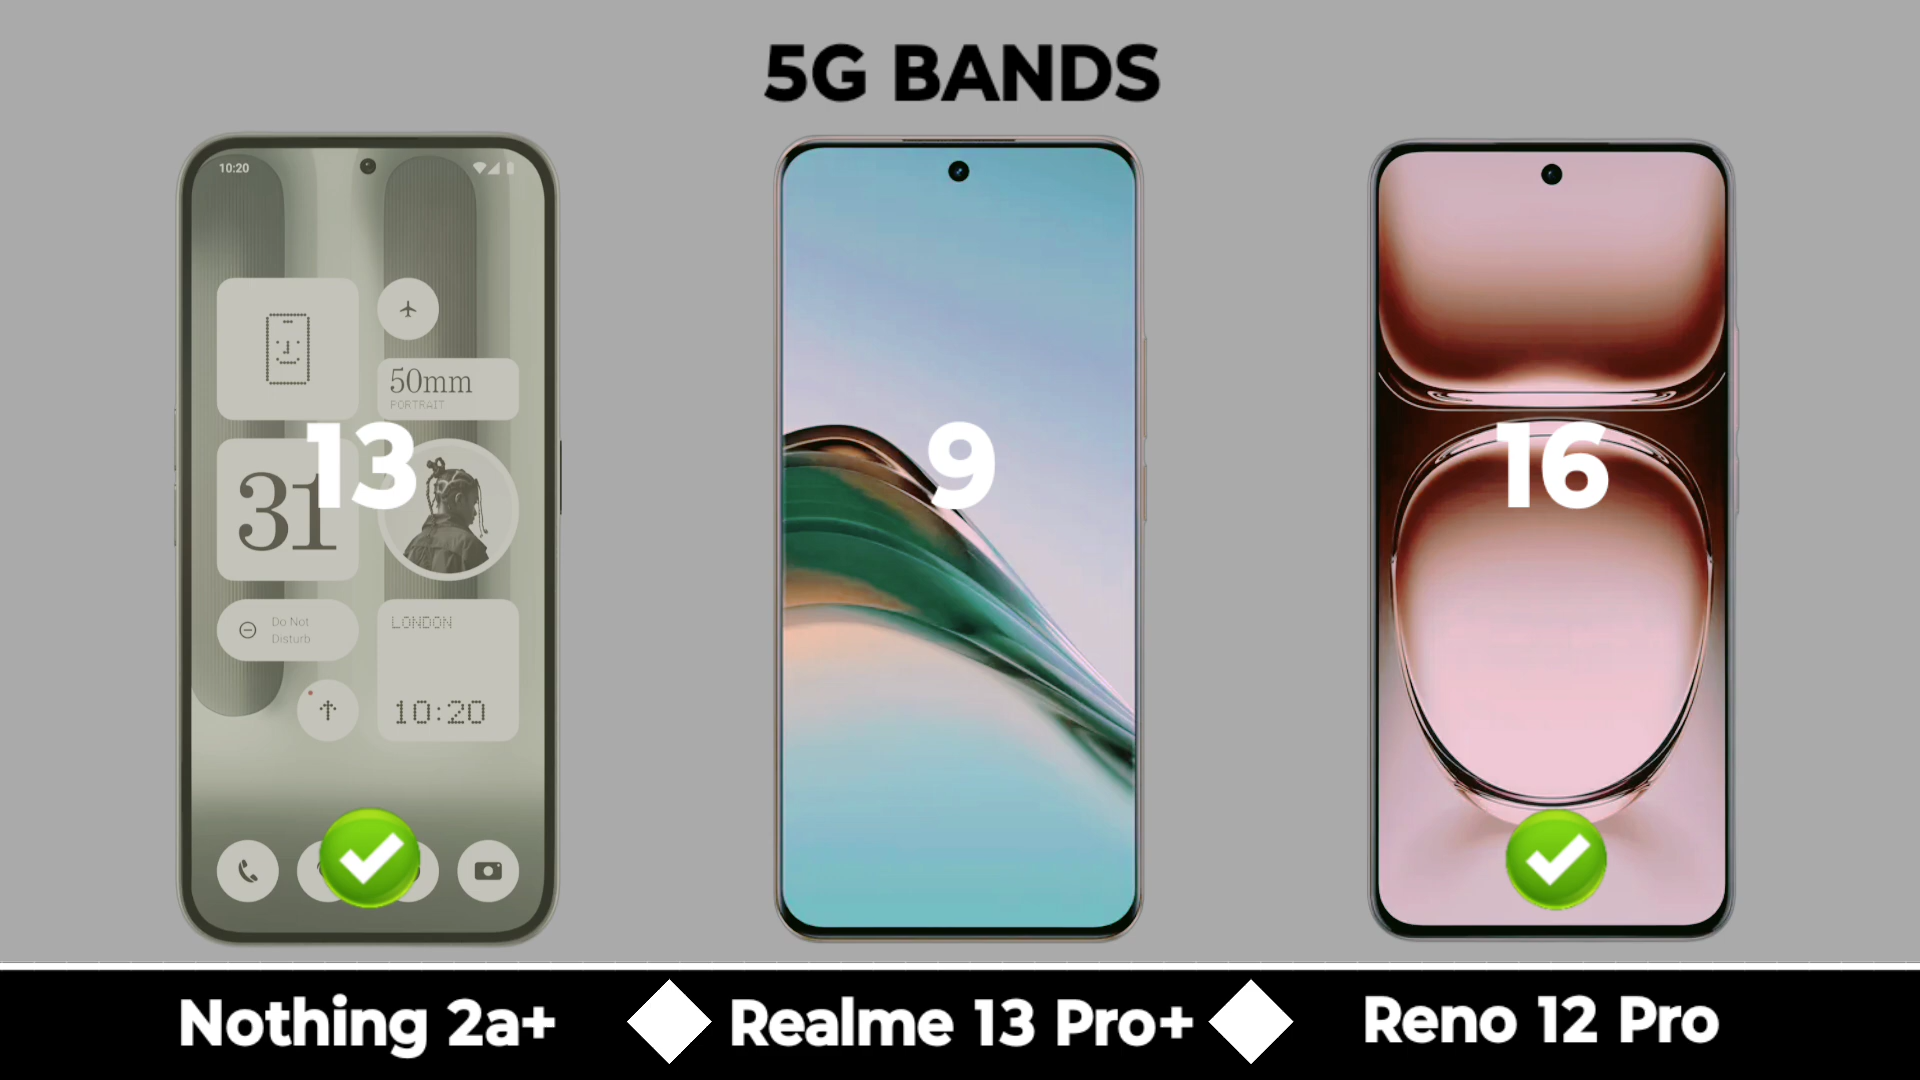 5G BANDS
10:20
50mm
PORTRAIT
13
31
Do Not
Disturb
LONDON
10:20
9
16
Nothing 2a+
Realme 13 Pro+
Reno 12 Pro